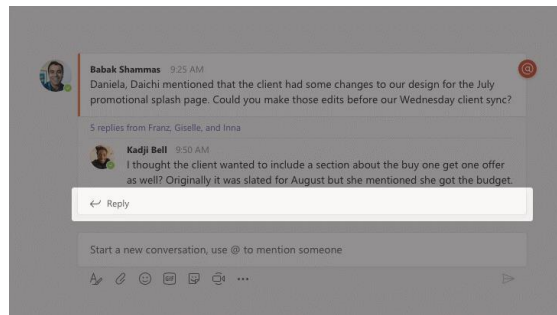 Babak Shammas 9:25 AM
@
Daniela, Daichi mentioned that the client had some changes to our design for the July
promotional splash page. Could you make those edits before our Wednesday client sync?
5 replies from Franz, Giselle, and Inna
Kadji Bell 9:50 AM
I thought the client wanted to include a section about the buy one get one offer
as well? Originally it was slated for August but she mentioned she got the budget.
Reply
Start a new conversation, use @ to mention someone
GIF